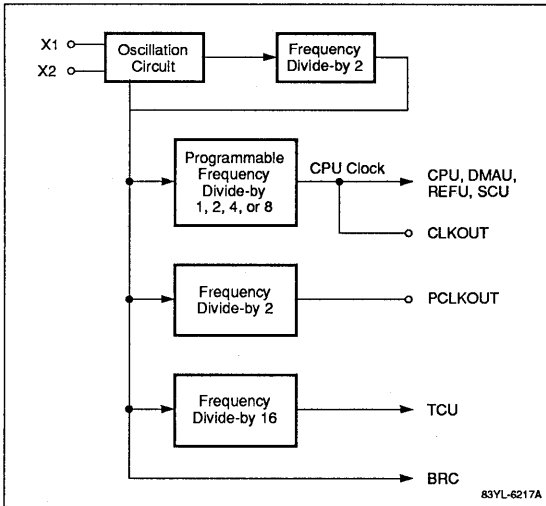 X1
X2
Oscillation
Circuit
Frequency
Divide-by 2
Programmable
Frequency
Divide-by
1, 2, 4, or 8
CPU Clock
CPU, DMAU,
REFU, SCU
CLKOUT
Frequency
Divide-by 2
PCLKOUT
Frequency
Divide-by 16
TCU
BRC
83YL-6217A